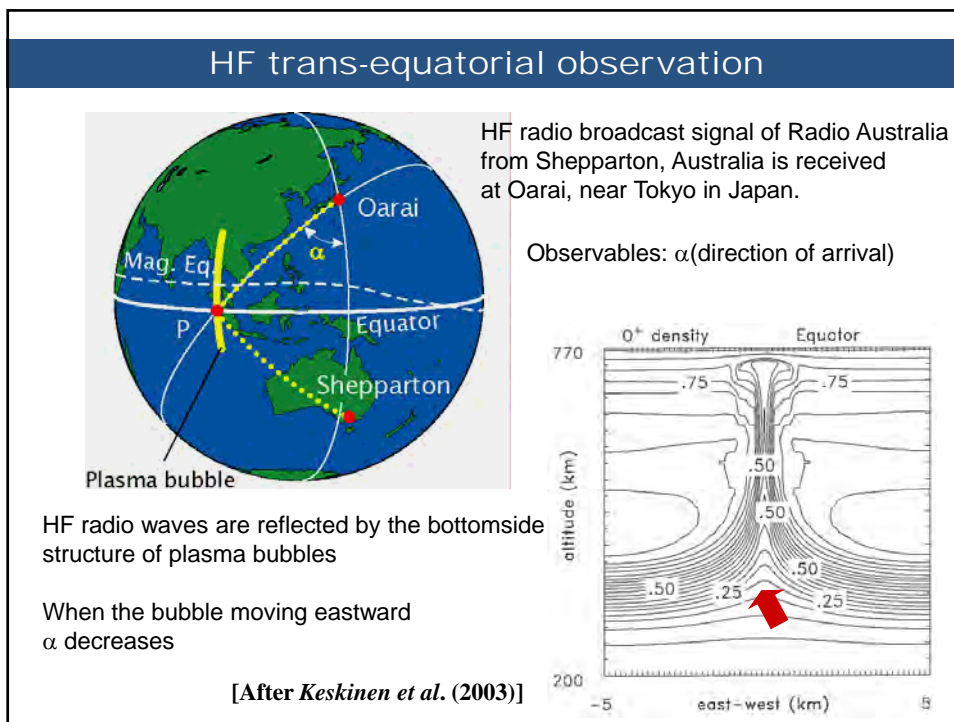 HF trans-equatorial observation
HF radio broadcast signal of Radio Australia
from Shepparton, Australia is received
at Oarai, near Tokyo in Japan.
Observables: α(direction of arrival)
Oarai
α
Mag. Eq.
P
Equator
Shepparton
Plasma bubble
HF radio waves are reflected by the bottomside
structure of plasma bubbles
When the bubble moving eastward
α decreases
[After Keskinen et al. (2003)]
O⁺ density Equator
770
.75 .75
.50
.50
.50 .50
.25 .25
altitude (km)
200
-5 5
east-west (km)